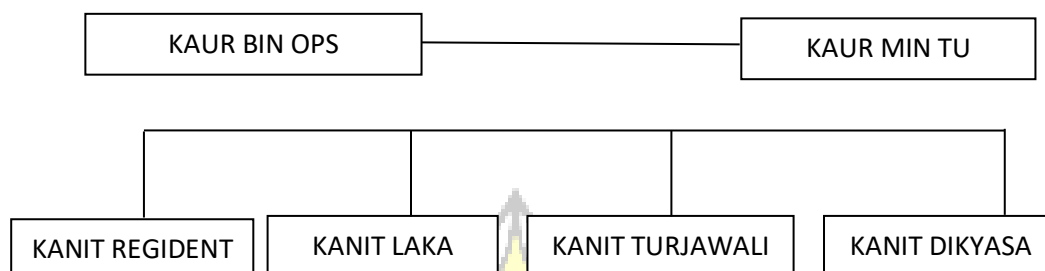 KAUR BIN OPS
KAUR MIN TU
KANIT REGIDENT
KANIT LAKA
KANIT TURJAWALI
KANIT DIKYASA